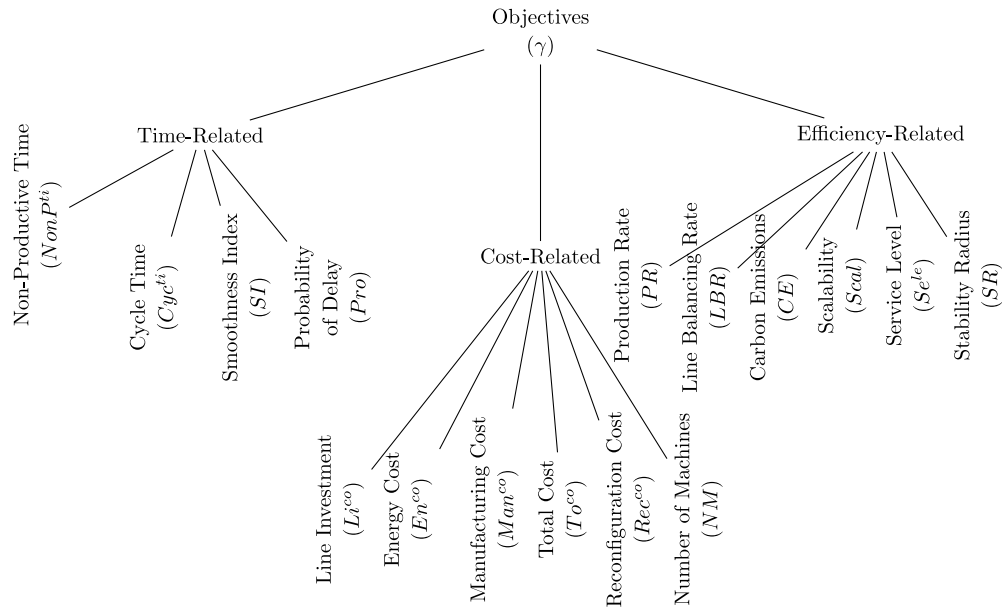 Objectives
(γ)
Time-Related
Non-Productive Time
(NonP^{ti})
Cycle Time
(Cyc^{ti})
Smoothness Index
(SI)
Probability
of Delay
(Pro)
Cost-Related
Line Investment
(Li^{co})
Energy Cost
(En^{co})
Manufacturing Cost
(Man^{co})
Total Cost
(To^{co})
Reconfiguration Cost
(Rec^{co})
Number of Machines
(NM)
Efficiency-Related
Production Rate
(PR)
Line Balancing Rate
(LBR)
Carbon Emissions
(CE)
Scalability
(Scal)
Service Level
(Se^{le})
Stability Radius
(SR)